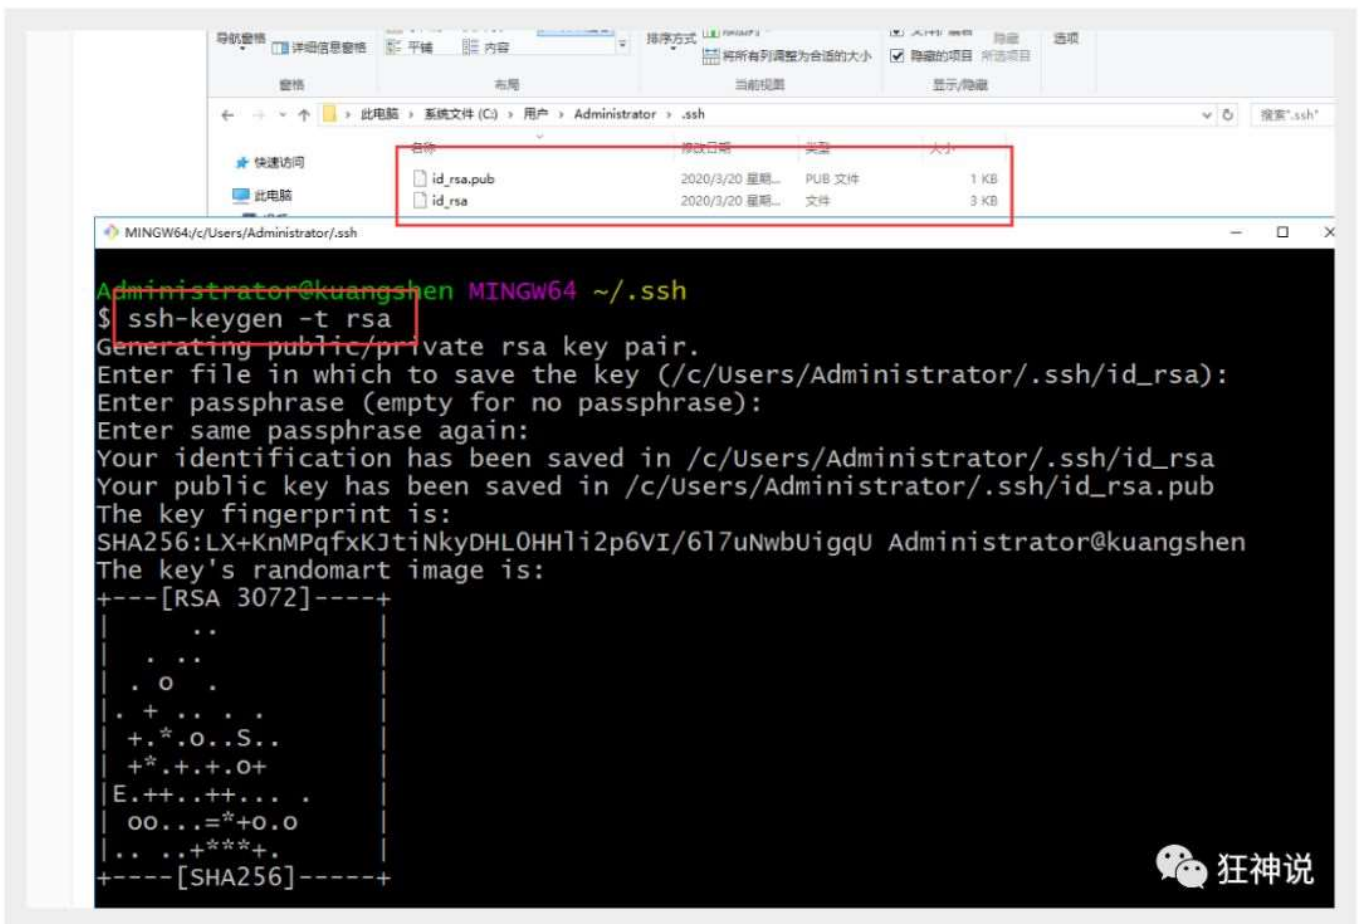 导航窗格 详细信息窗格 平铺 内容 排序方式 将所有列调整为合适的大小 隐藏的项目 隐藏 所选项目 选项
窗格 布局 当前视图 显示/隐藏
此电脑 › 系统文件 (C:) › 用户 › Administrator › .ssh 搜索".ssh"
名称 修改日期 类型 大小
快速访问
id_rsa.pub 2020/3/20 星期... PUB 文件 1 KB
此电脑
id_rsa 2020/3/20 星期... 文件 3 KB
MINGW64:/c/Users/Administrator/.ssh
Administrator@kuangshen MINGW64 ~/.ssh
$ ssh-keygen -t rsa
Generating public/private rsa key pair.
Enter file in which to save the key (/c/Users/Administrator/.ssh/id_rsa):
Enter passphrase (empty for no passphrase):
Enter same passphrase again:
Your identification has been saved in /c/Users/Administrator/.ssh/id_rsa
Your public key has been saved in /c/Users/Administrator/.ssh/id_rsa.pub
The key fingerprint is:
SHA256:LX+KnMPqfxKJtiNkyDHL0HHli2p6VI/6l7uNwbUigqU Administrator@kuangshen
The key's randomart image is:
+---[RSA 3072]----+
|      ..         |
|   . ..          |
| . o  .          |
|. + .. . .       |
| +.*.o..S..      |
| +*.+.+.o+       |
|E.++..++... .    |
| oo...=*+o.o     |
|.. ..+***+.      |
+----[SHA256]-----+
狂神说